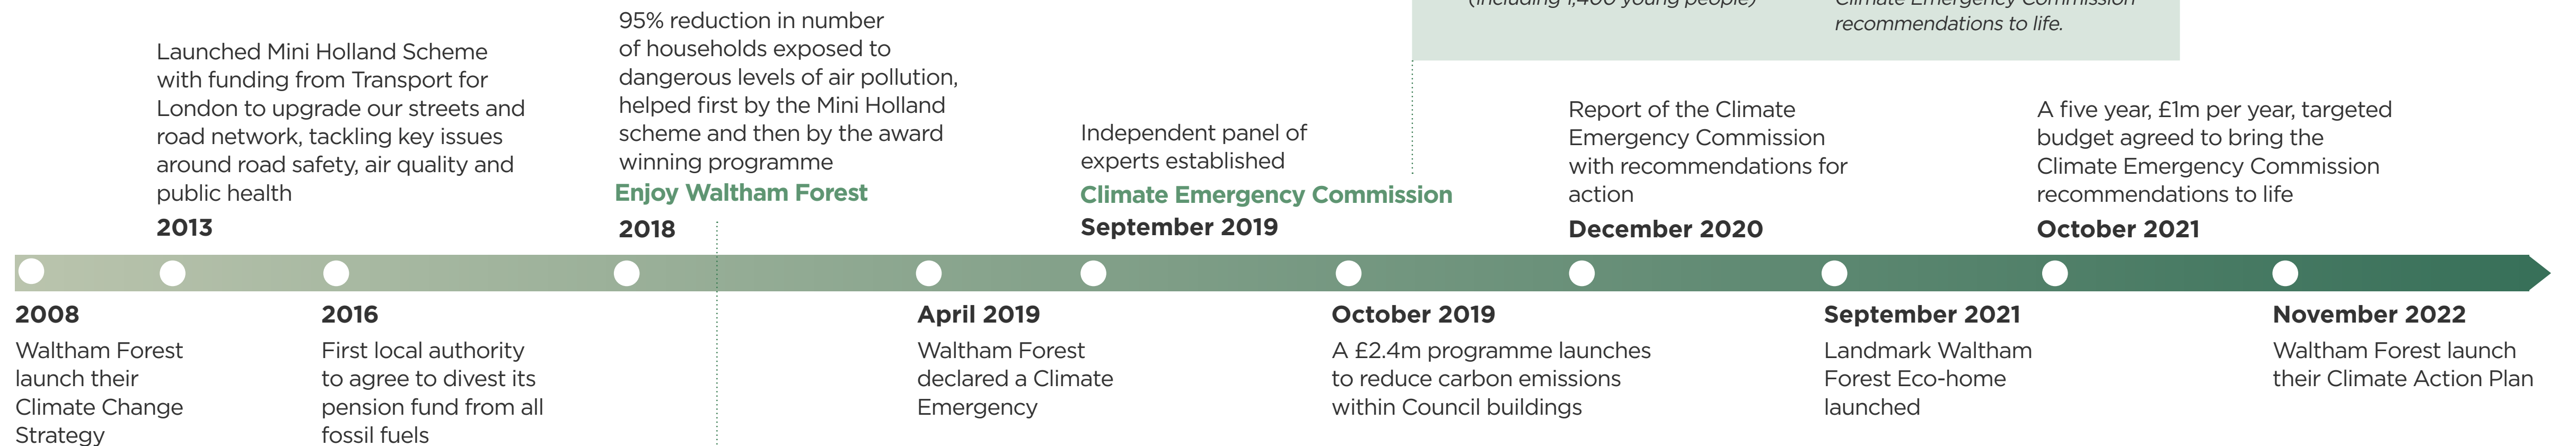 (including 1,400 young people)
Climate Emergency Commission
recommendations to life.
Launched Mini Holland Scheme
with funding from Transport for
London to upgrade our streets and
road network, tackling key issues
around road safety, air quality and
public health
2013
95% reduction in number
of households exposed to
dangerous levels of air pollution,
helped first by the Mini Holland
scheme and then by the award
winning programme
Enjoy Waltham Forest
2018
Independent panel of
experts established
Climate Emergency Commission
September 2019
Report of the Climate
Emergency Commission
with recommendations for
action
December 2020
A five year, £1m per year, targeted
budget agreed to bring the
Climate Emergency Commission
recommendations to life
October 2021
2008
Waltham Forest
launch their
Climate Change
Strategy
2016
First local authority
to agree to divest its
pension fund from all
fossil fuels
April 2019
Waltham Forest
declared a Climate
Emergency
October 2019
A £2.4m programme launches
to reduce carbon emissions
within Council buildings
September 2021
Landmark Waltham
Forest Eco-home
launched
November 2022
Waltham Forest launch
their Climate Action Plan